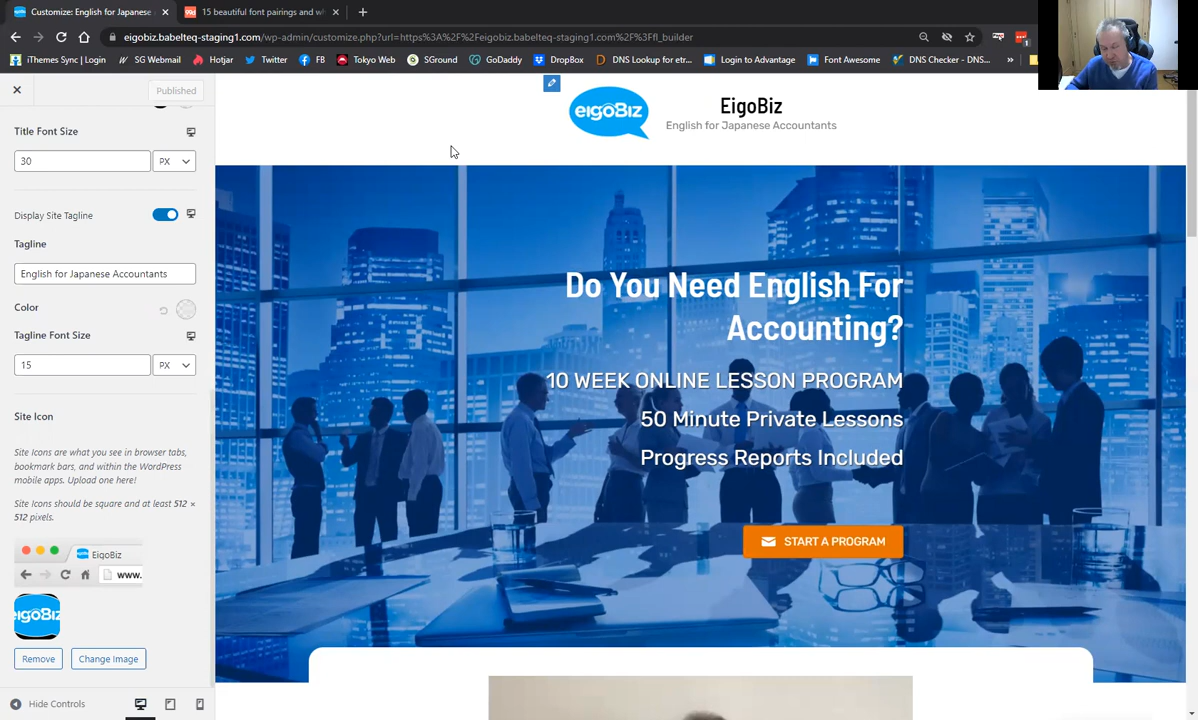 Customize: English for Japanese
15 beautiful font pairings and w
eigobiz.babelteq-staging1.com/wp-admin/customize.php?url=https%3A%2F%2Feigobiz.babelteq-staging1.com%2F%3Ffl_builder
iThemes Sync | Login
SG Webmail
Hotjar
Twitter
FB
Tokyo Web
SGround
GoDaddy
DropBox
DNS Lookup for etr...
Login to Advantage
Font Awesome
DNS Checker - DNS...
»
Published
Title Font Size
30
PX
Display Site Tagline
Tagline
English for Japanese Accountants
Color
Tagline Font Size
15
PX
Site Icon
Site Icons are what you see in browser tabs,
bookmark bars, and within the WordPress
mobile apps. Upload one here!
Site Icons should be square and at least 512 ×
512 pixels.
EigoBiz
www.
eigoBiz
Remove
Change Image
Hide Controls
eigoBiz
EigoBiz
English for Japanese Accountants
Do You Need English For
Accounting?
10 WEEK ONLINE LESSON PROGRAM
50 Minute Private Lessons
Progress Reports Included
START A PROGRAM